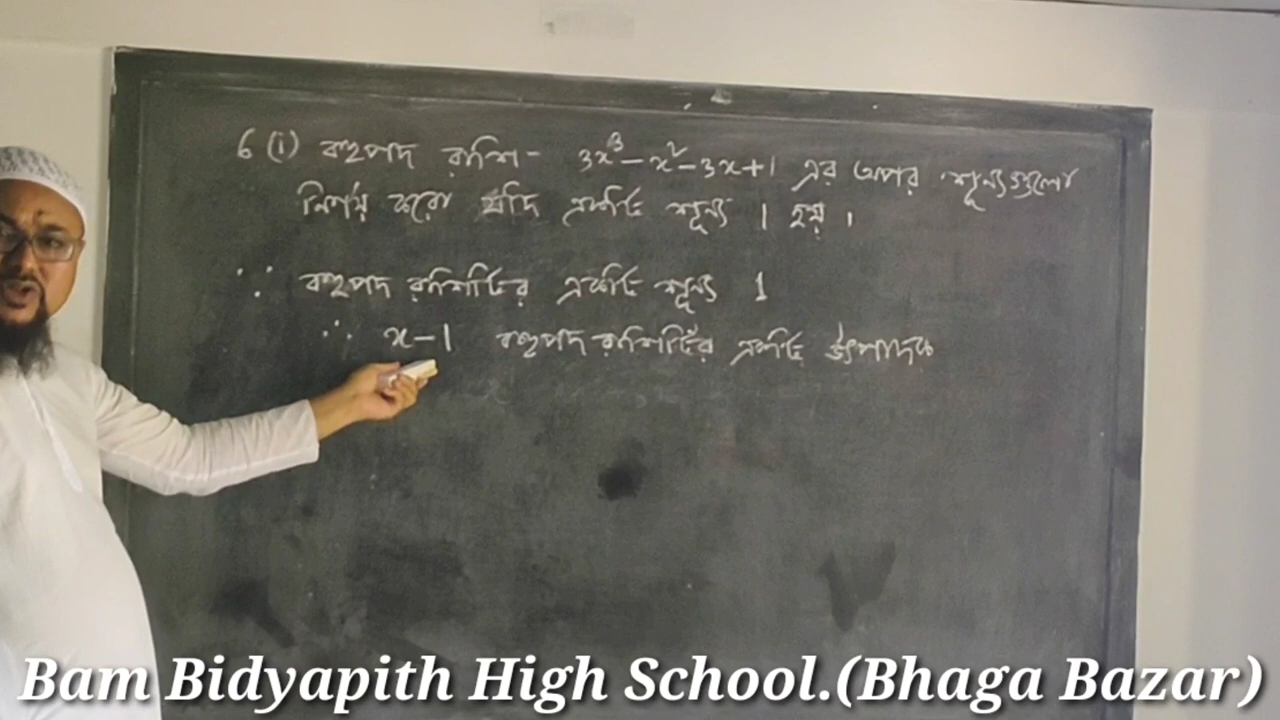 6 (i) বহুপদ রাশি- 3x³-x²-3x+1 এর অপর শূন্যগুলো
নির্ণয় করো যদি একটি শূন্য 1 হয়।
∵ বহুপদ রাশিটির একটি শূন্য 1
∴ x-1 বহুপদ রাশিটির একটি উৎপাদক
Bam Bidyapith High School.(Bhaga Bazar)